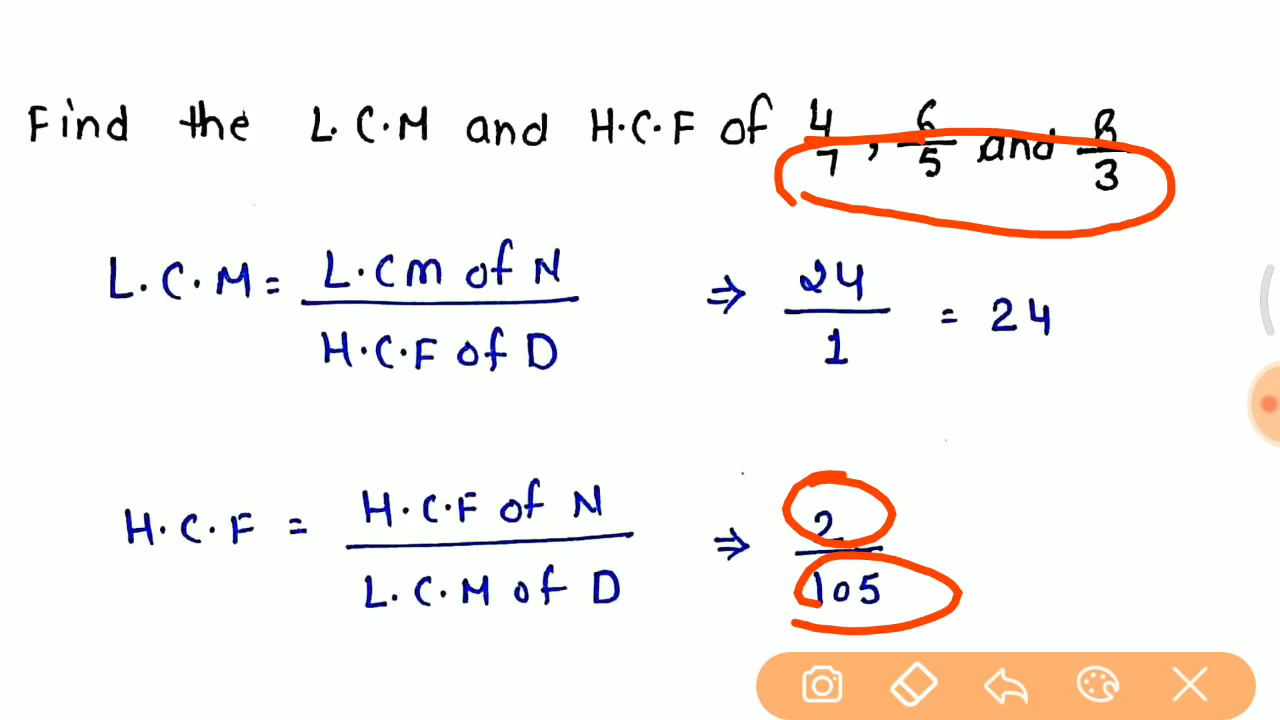 Find the L.C.M and H.C.F of 4/7, 6/5 and 8/3
L.C.M = L.CM of N / H.C.F of D ⇒ 24/1 = 24
H.C.F = H.C.F of N / L.C.M of D ⇒ 2/105